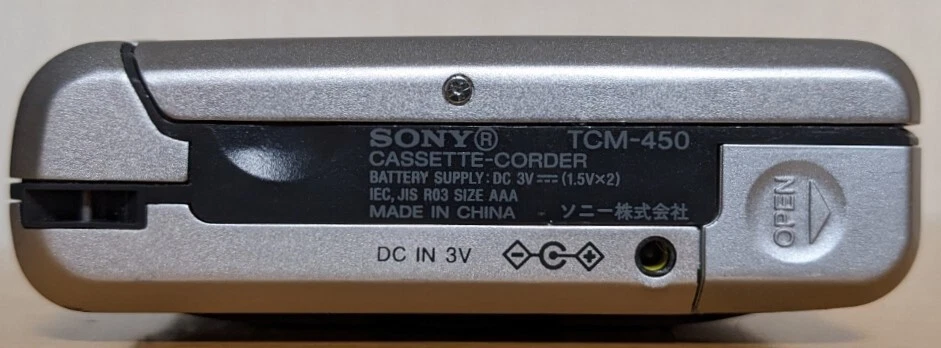 SONY® TCM-450
CASSETTE-CORDER
BATTERY SUPPLY: DC 3V⎓(1.5V×2)
IEC, JIS R03 SIZE AAA
MADE IN CHINA ソニー株式会社
DC IN 3V
OPEN